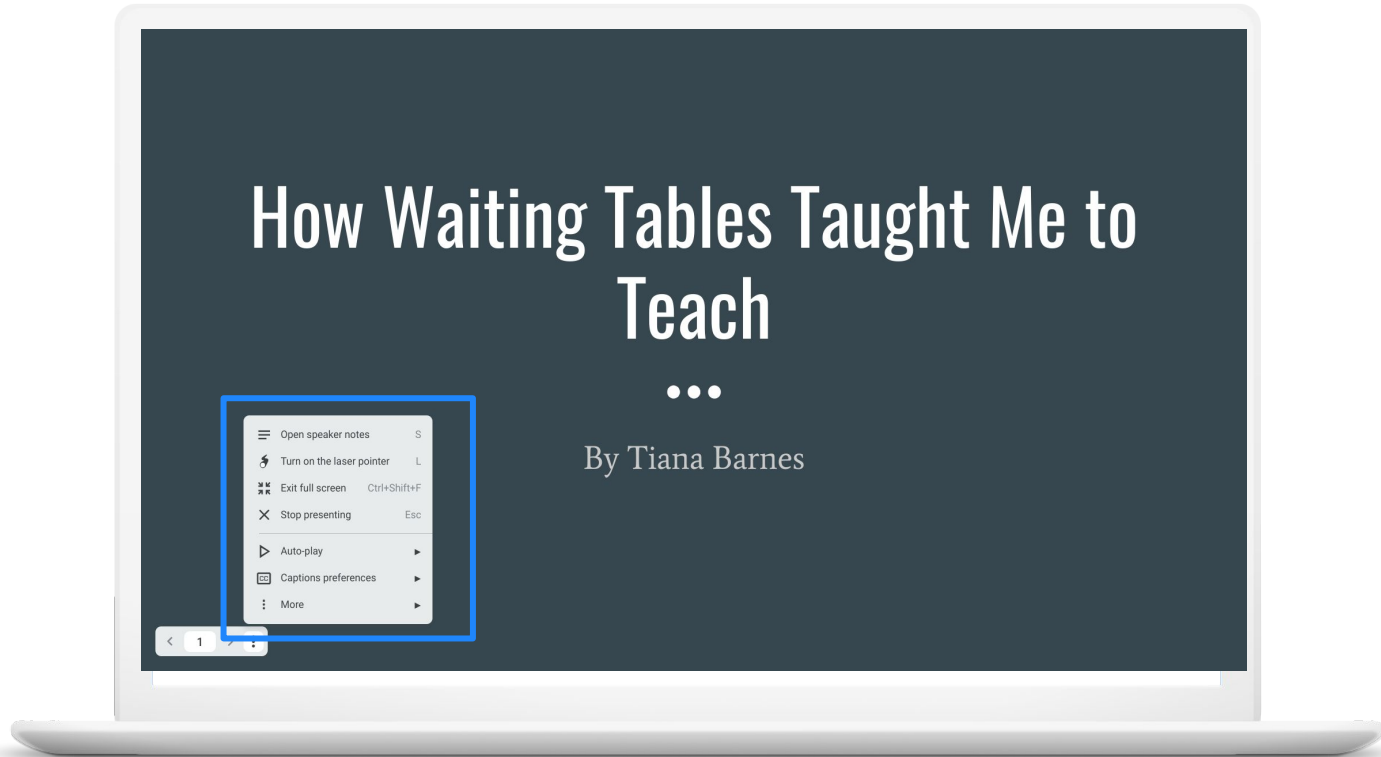 How Waiting Tables Taught Me to
Teach
By Tiana Barnes
Open speaker notes S
Turn on the laser pointer L
Exit full screen Ctrl+Shift+F
Stop presenting Esc
Auto-play
CC Captions preferences
More
1